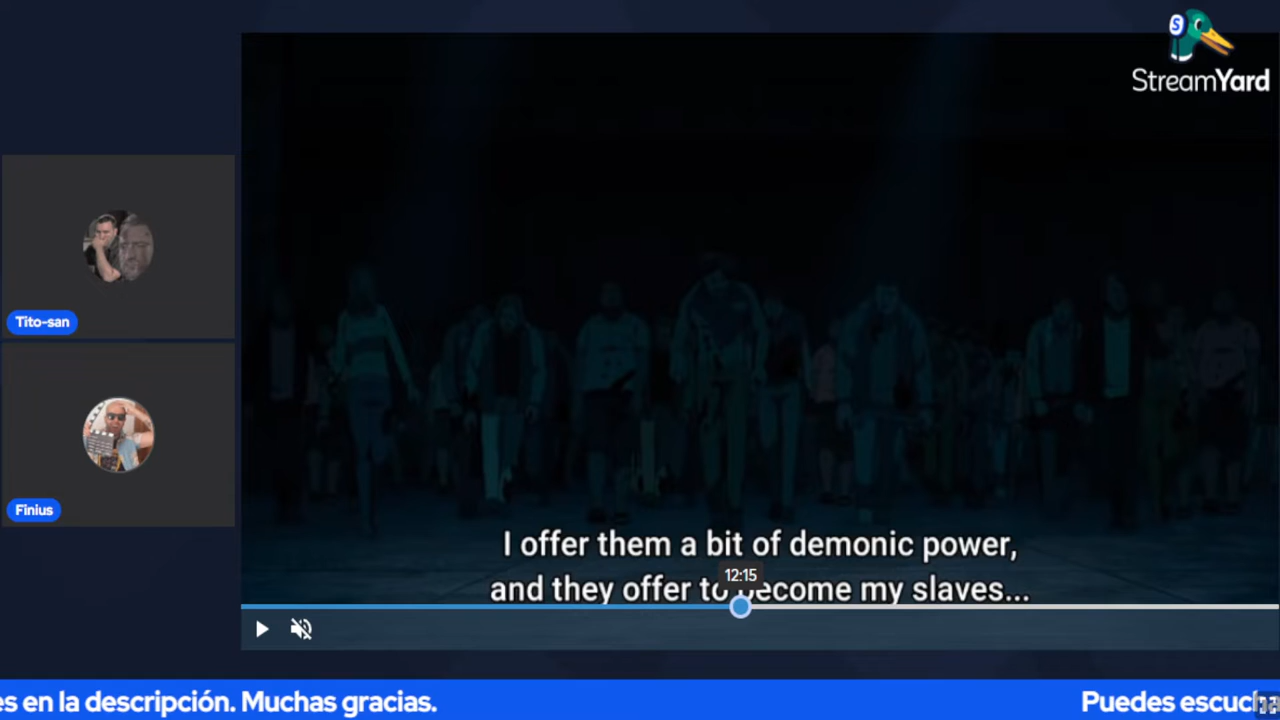 StreamYard
Tito-san
Finius
I offer them a bit of demonic power,
12:15
and they offer to become my slaves...
es en la descripción. Muchas gracias.
Puedes escuch